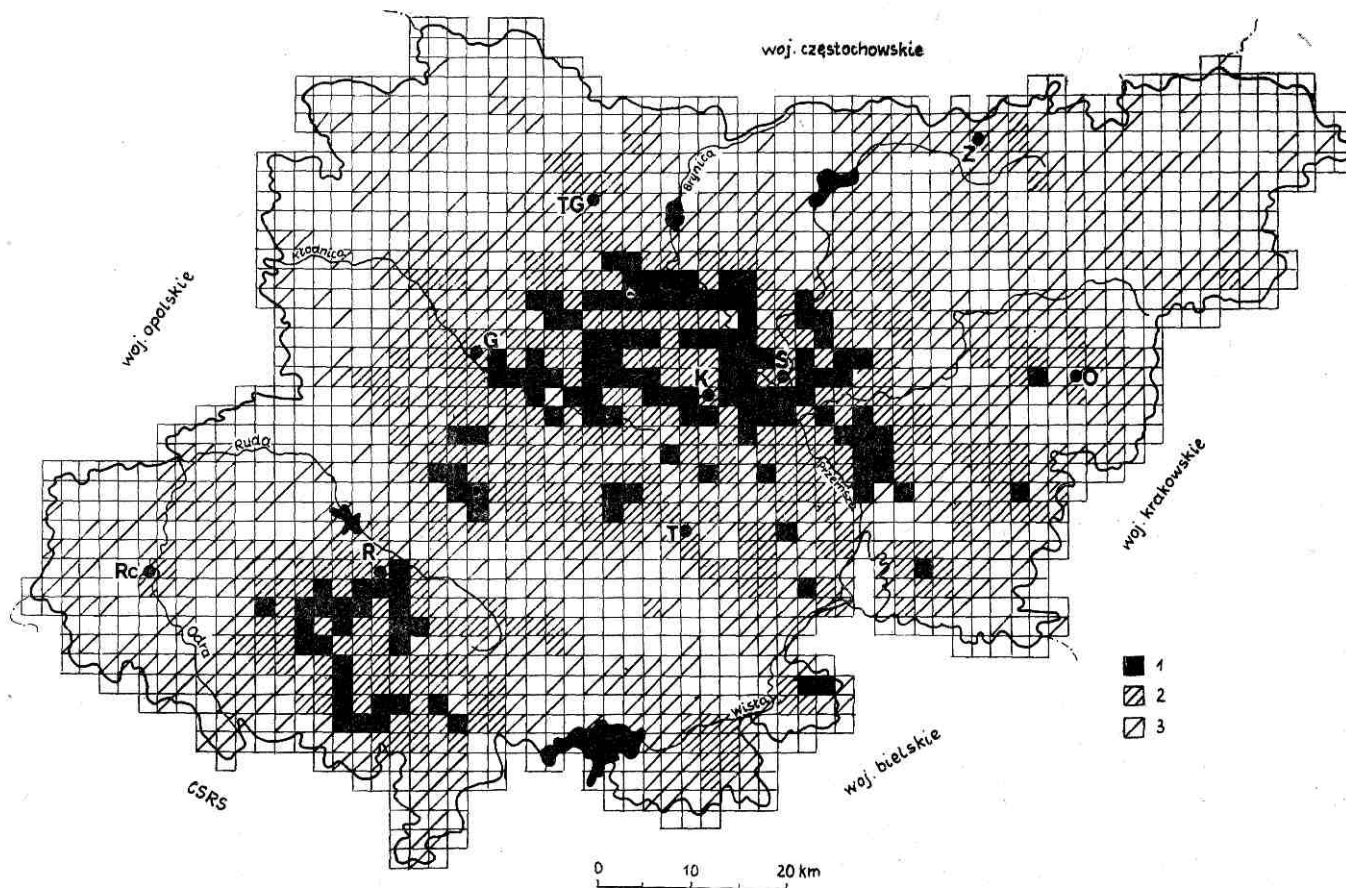 woj. częstochowskie
Brynica
Z
TG
Kłodnica
woj. opolskie
G
S
K
O
Ruda
Przemsza
woj. krakowskie
T
R
Rc
Odra
1
Wisła
2
3
woj. bielskie
CSRS
0 10 20 km